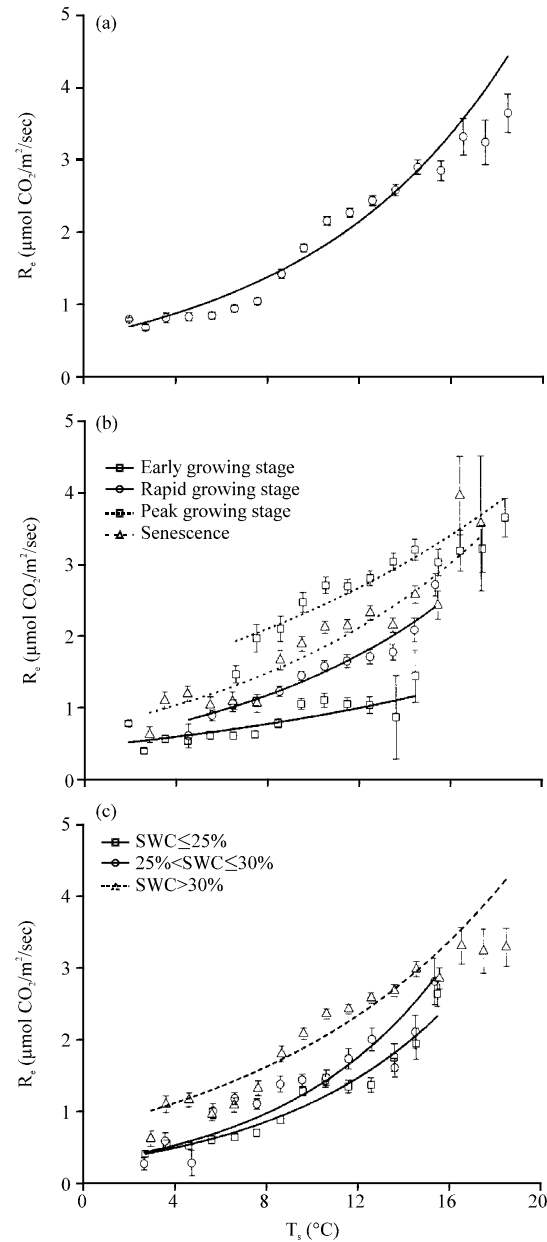 (a)
5
4
3
2
1
0
Rₑ (μmol CO₂/m²/sec)
(b)
5
Early growing stage
Rapid growing stage
Peak growing stage
Senescence
4
3
2
1
0
Rₑ (μmol CO₂/m²/sec)
(c)
5
SWC≤25%
25%<SWC≤30%
SWC>30%
4
3
2
1
0
Rₑ (μmol CO₂/m²/sec)
0 4 8 12 16 20
Tₛ (°C)